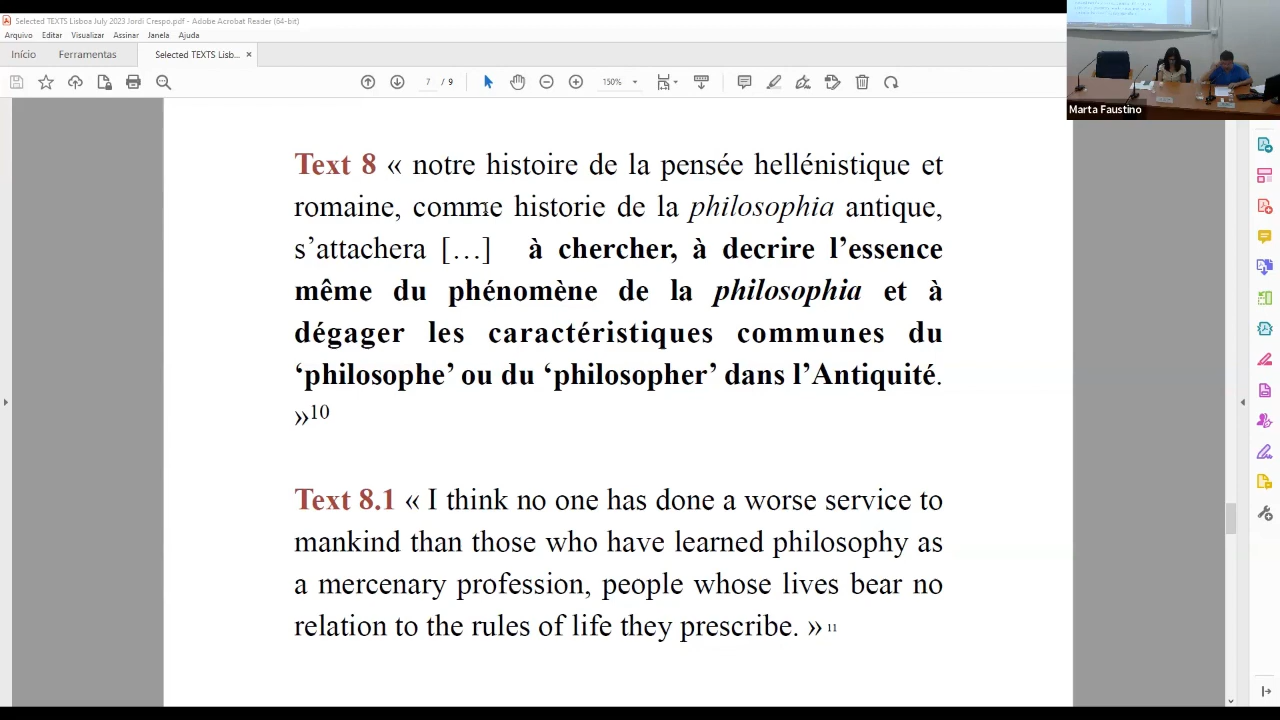 Selected TEXTS Lisboa July 2023 Jordi Crespo.pdf - Adobe Acrobat Reader (64-bit)
Arquivo Editar Visualizar Assinar Janela Ajuda
Início Ferramentas Selected TEXTS Lisb... ×
7 / 9 150%
Marta Faustino
Text 8 « notre histoire de la pensée hellénistique et
romaine, comme historie de la philosophia antique,
s’attachera […] à chercher, à decrire l’essence
même du phénomène de la philosophia et à
dégager les caractéristiques communes du
‘philosophe’ ou du ‘philosopher’ dans l’Antiquité.
»10
Text 8.1 « I think no one has done a worse service to
mankind than those who have learned philosophy as
a mercenary profession, people whose lives bear no
relation to the rules of life they prescribe. » 11